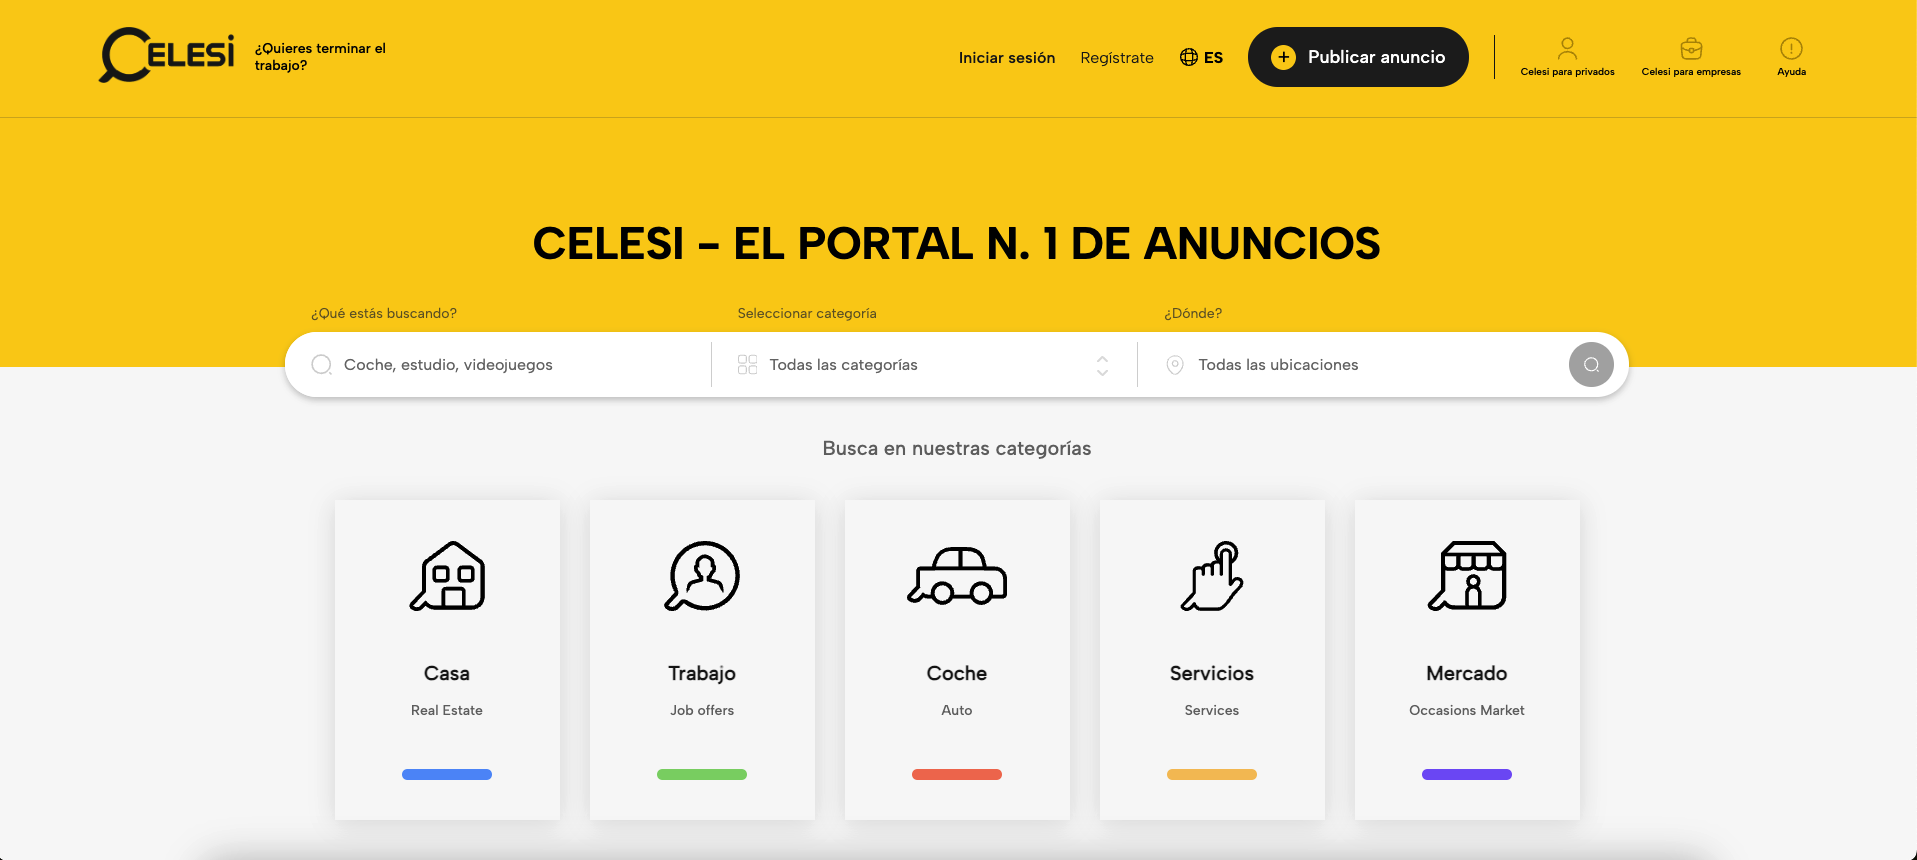 CELESI
¿Quieres terminar el
trabajo?
Iniciar sesión
Regístrate
ES
Publicar anuncio
Celesi para privados
Celesi para empresas
Ayuda
CELESI - EL PORTAL N. 1 DE ANUNCIOS
¿Qué estás buscando?
Seleccionar categoría
¿Dónde?
Coche, estudio, videojuegos
Todas las categorías
Todas las ubicaciones
Busca en nuestras categorías
Casa
Real Estate
Trabajo
Job offers
Coche
Auto
Servicios
Services
Mercado
Occasions Market